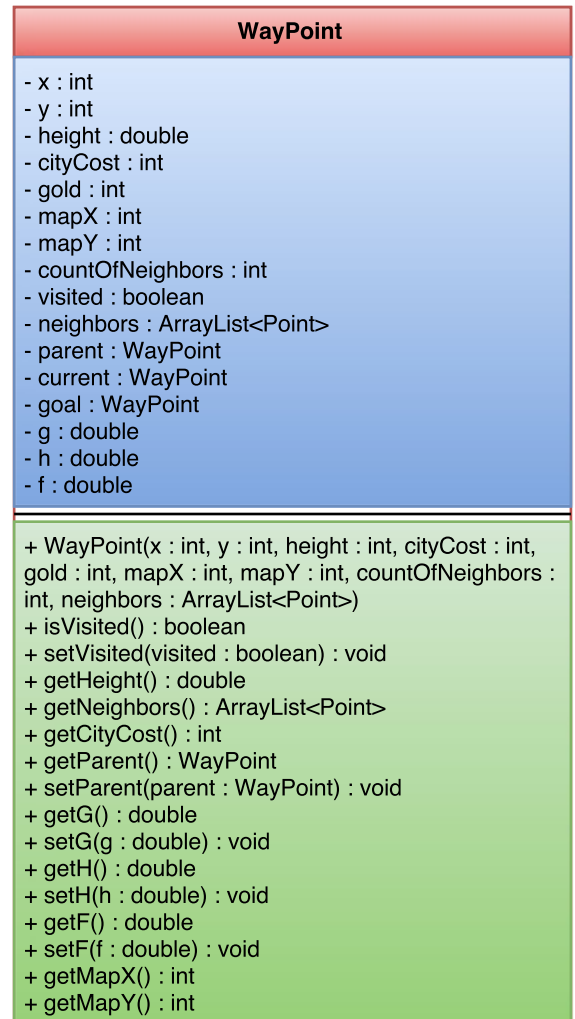 WayPoint
- x : int
- y : int
- height : double
- cityCost : int
- gold : int
- mapX : int
- mapY : int
- countOfNeighbors : int
- visited : boolean
- neighbors : ArrayList<Point>
- parent : WayPoint
- current : WayPoint
- goal : WayPoint
- g : double
- h : double
- f : double
+ WayPoint(x : int, y : int, height : int, cityCost : int,
gold : int, mapX : int, mapY : int, countOfNeighbors :
int, neighbors : ArrayList<Point>)
+ isVisited() : boolean
+ setVisited(visited : boolean) : void
+ getHeight() : double
+ getNeighbors() : ArrayList<Point>
+ getCityCost() : int
+ getParent() : WayPoint
+ setParent(parent : WayPoint) : void
+ getG() : double
+ setG(g : double) : void
+ getH() : double
+ setH(h : double) : void
+ getF() : double
+ setF(f : double) : void
+ getMapX() : int
+ getMapY() : int